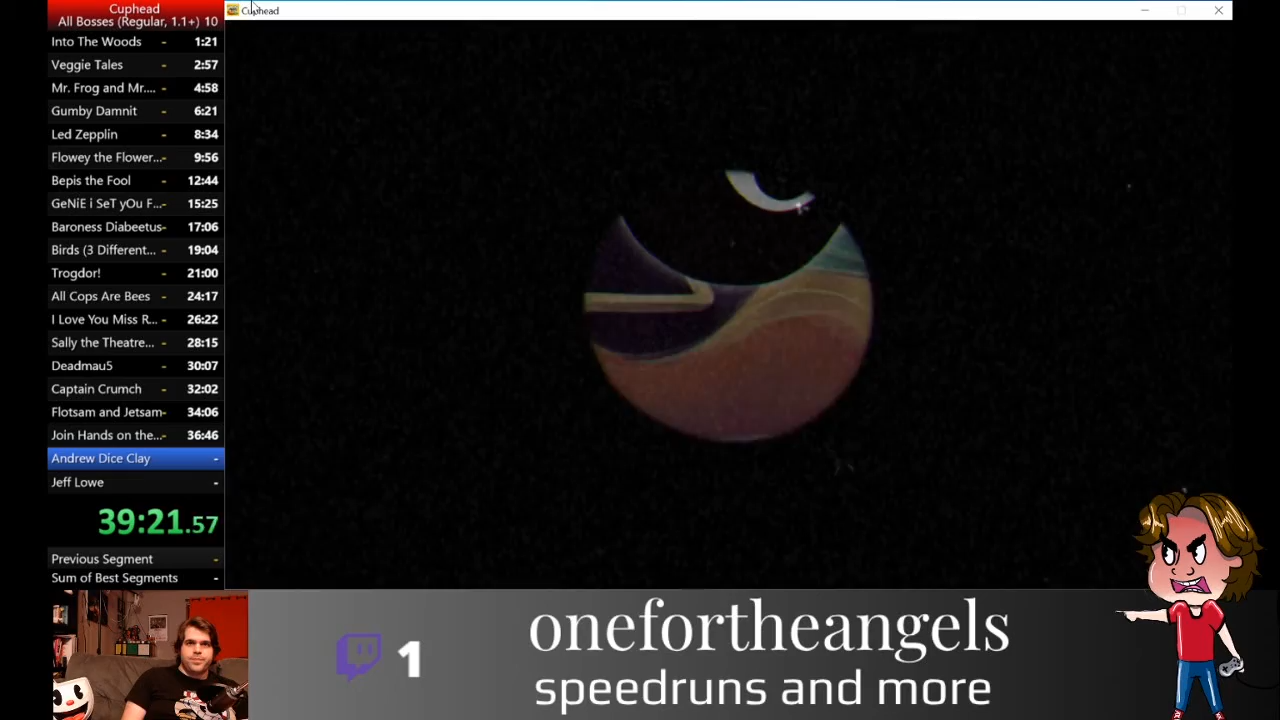 Cuphead
All Bosses (Regular, 1.1+) 10
Cuphead
Into The Woods - 1:21
Veggie Tales - 2:57
Mr. Frog and Mr.... - 4:58
Gumby Damnit - 6:21
Led Zepplin - 8:34
Flowey the Flower... - 9:56
Bepis the Fool - 12:44
GeNiE i SeT yOu F... - 15:25
Baroness Diabeetus - 17:06
Birds (3 Different... - 19:04
Trogdor! - 21:00
All Cops Are Bees - 24:17
I Love You Miss R... - 26:22
Sally the Theatre... - 28:15
Deadmau5 - 30:07
Captain Crunch - 32:02
Flotsam and Jetsam - 34:06
Join Hands on the... - 36:46
Andrew Dice Clay -
Jeff Lowe -
39:21.57
Previous Segment -
Sum of Best Segments -
1
onefortheangels
speedruns and more